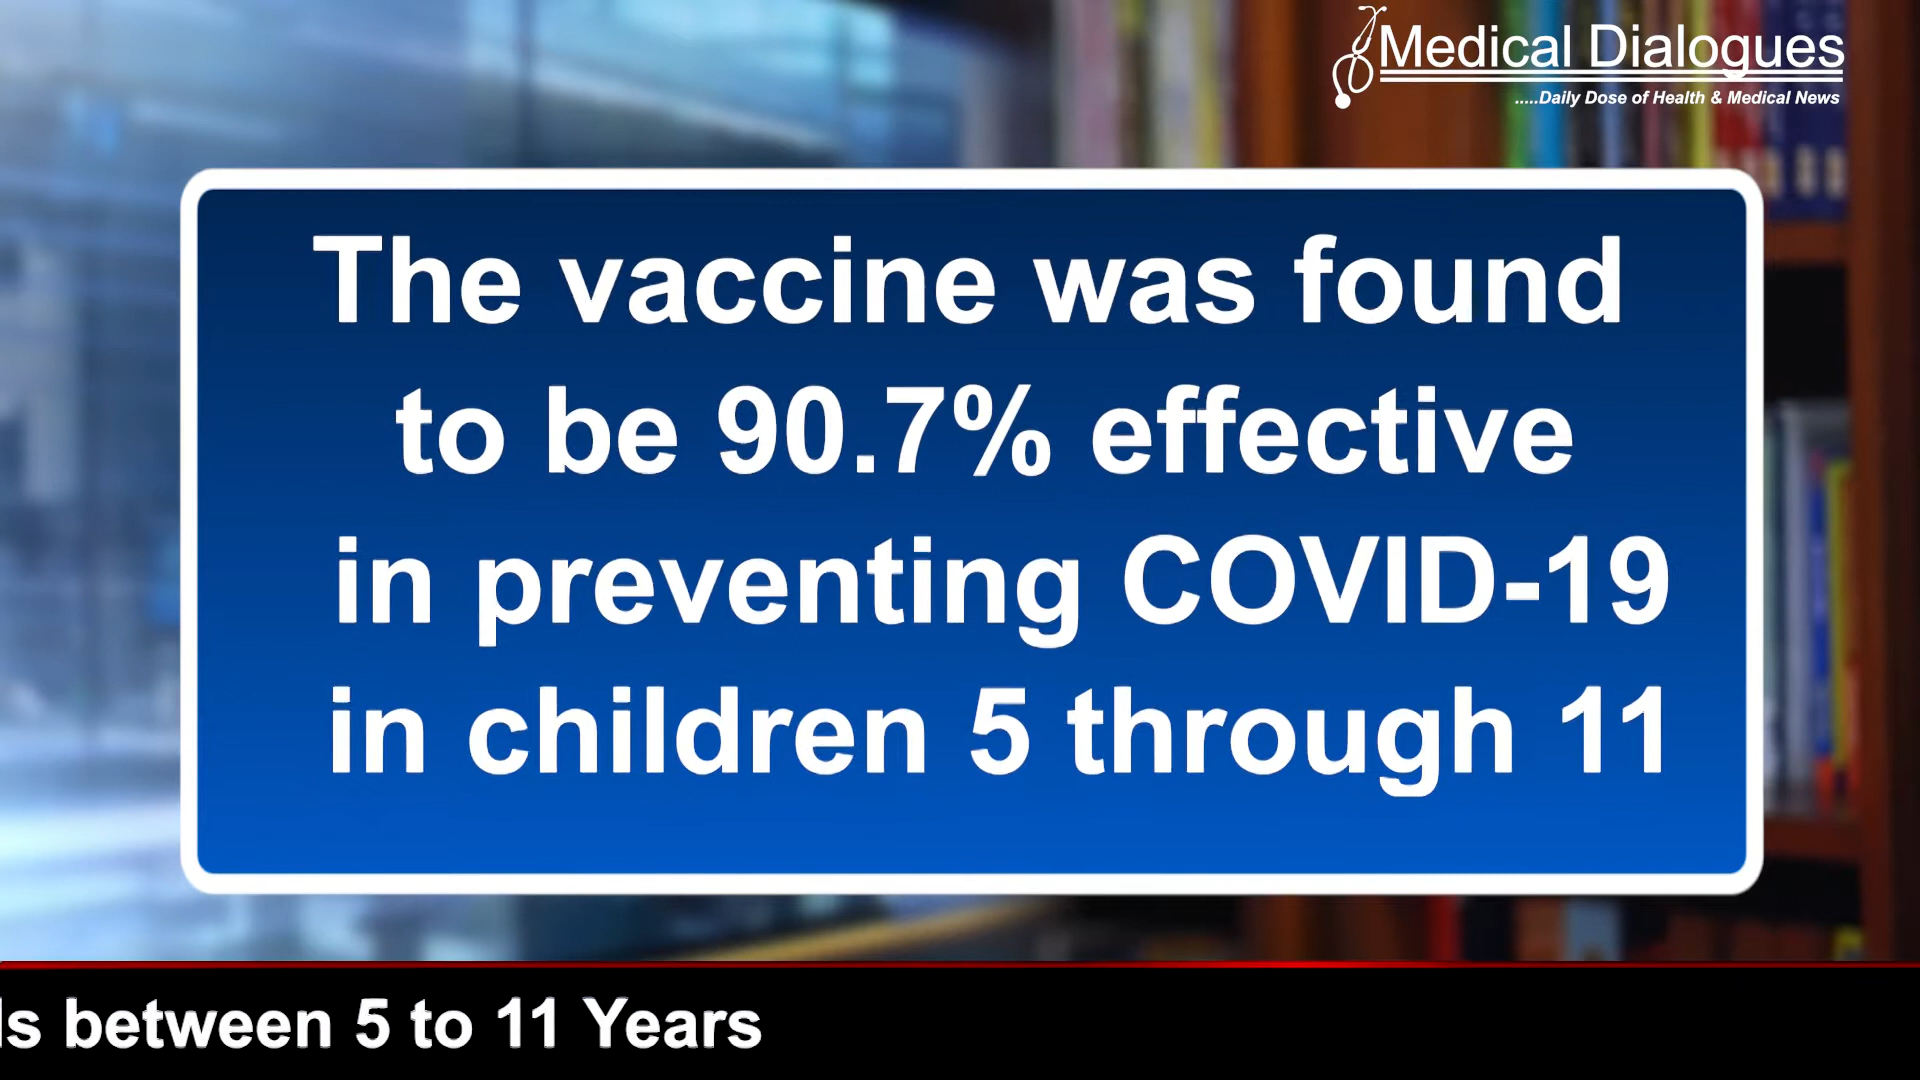 Medical Dialogues
.....Daily Dose of Health & Medical News
The vaccine was found
to be 90.7% effective
in preventing COVID-19
in children 5 through 11
between 5 to 11 Years